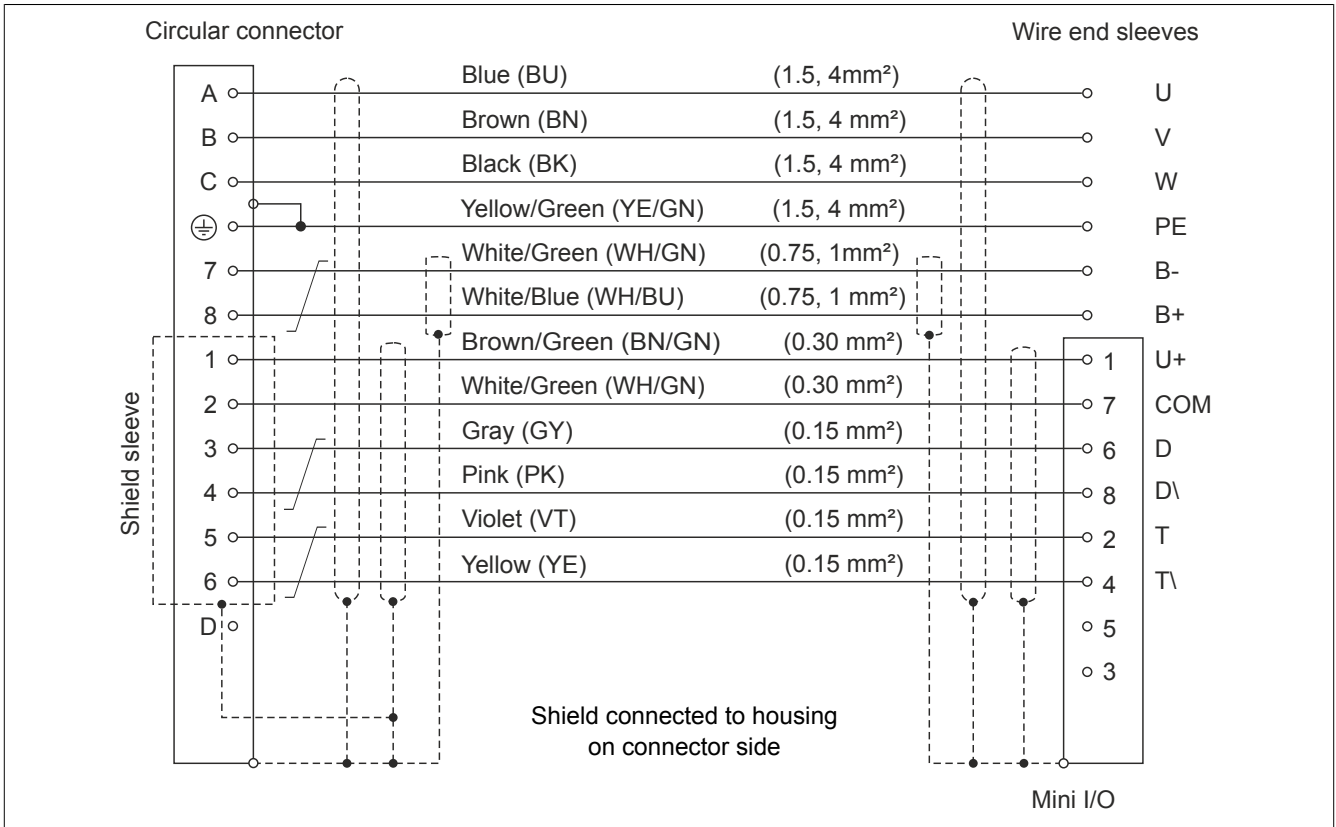 Circular connector
Wire end sleeves
A Blue (BU) (1.5, 4mm²) U
B Brown (BN) (1.5, 4 mm²) V
C Black (BK) (1.5, 4 mm²) W
Yellow/Green (YE/GN) (1.5, 4 mm²) PE
7 White/Green (WH/GN) (0.75, 1mm²) B-
8 White/Blue (WH/BU) (0.75, 1 mm²) B+
1 Brown/Green (BN/GN) (0.30 mm²) 1 U+
2 White/Green (WH/GN) (0.30 mm²) 7 COM
3 Gray (GY) (0.15 mm²) 6 D
4 Pink (PK) (0.15 mm²) 8 D\
5 Violet (VT) (0.15 mm²) 2 T
6 Yellow (YE) (0.15 mm²) 4 T\
D 5
3
Shield sleeve
Shield connected to housing
on connector side
Mini I/O